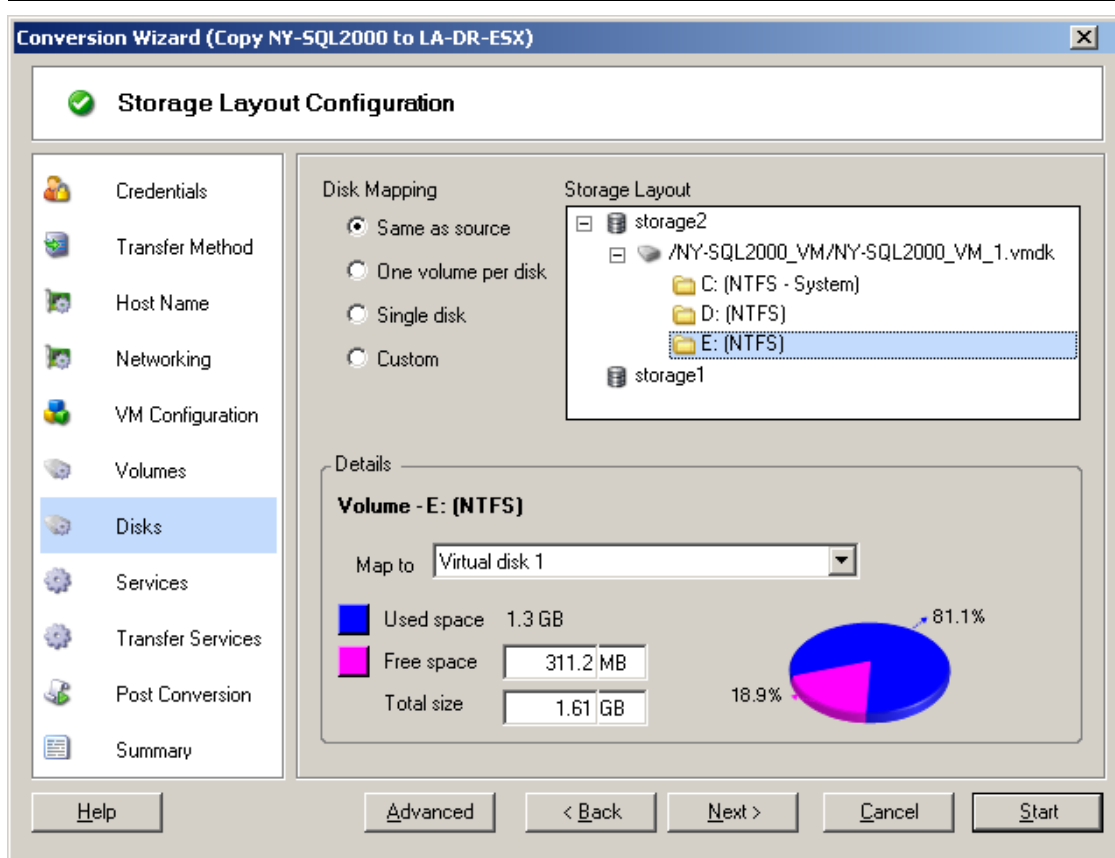 Conversion Wizard (Copy NY-SQL2000 to LA-DR-ESX)
Storage Layout Configuration
Credentials
Transfer Method
Host Name
Networking
VM Configuration
Volumes
Disks
Services
Transfer Services
Post Conversion
Summary
Disk Mapping
Same as source
One volume per disk
Single disk
Custom
Storage Layout
storage2
/NY-SQL2000_VM/NY-SQL2000_VM_1.vmdk
C: (NTFS - System)
D: (NTFS)
E: (NTFS)
storage1
Details
Volume - E: (NTFS)
Map to Virtual disk 1
Used space 1.3 GB
Free space 311.2 MB
Total size 1.61 GB
81.1%
18.9%
Help Advanced < Back Next > Cancel Start